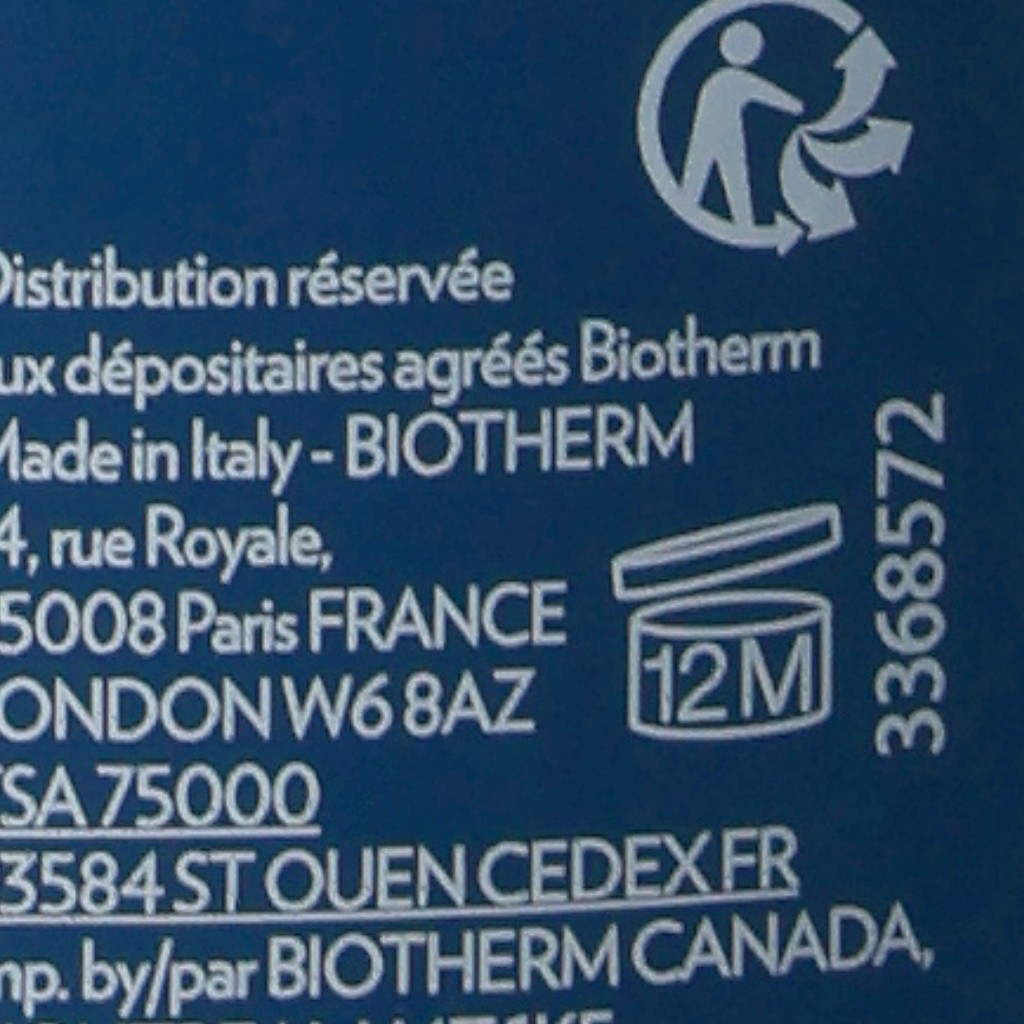 Distribution réservée
ux dépositaires agréés Biotherm
Made in Italy - BIOTHERM
4, rue Royale,
5008 Paris FRANCE
ONDON W6 8AZ
SA 75000
3584 ST OUEN CEDEX FR
mp. by/par BIOTHERM CANADA,
12M
3368572